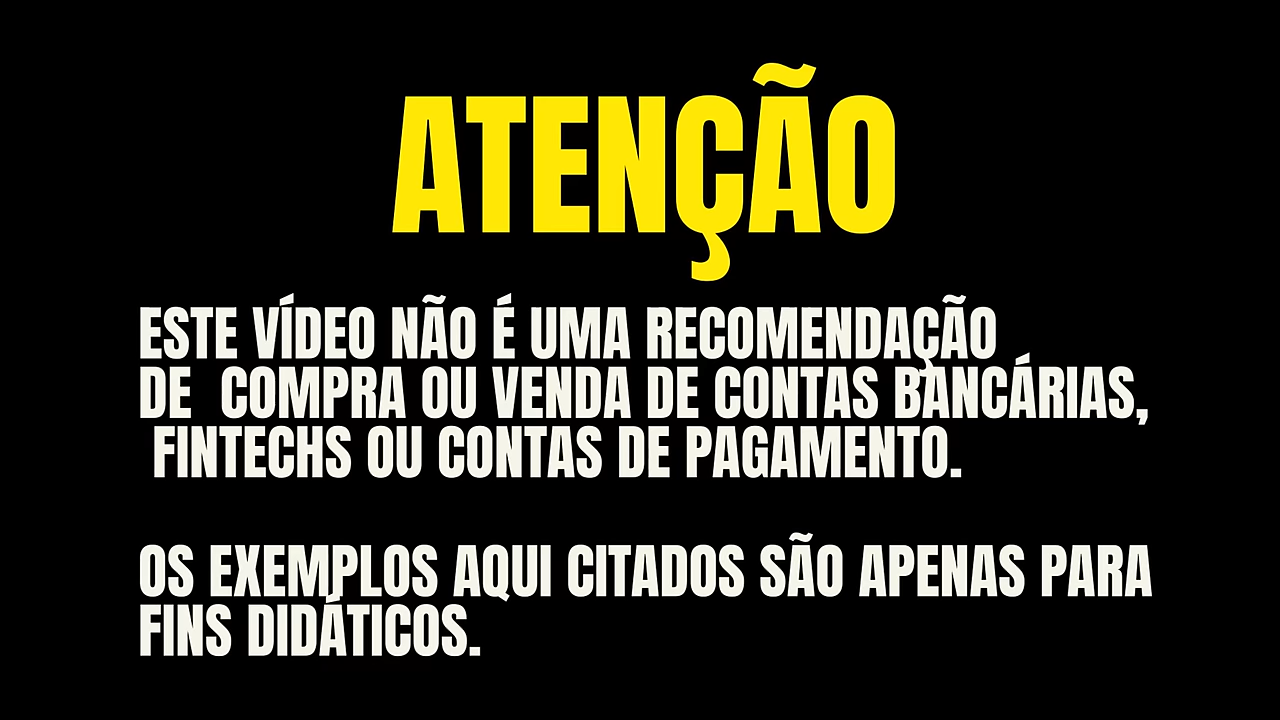 ATENÇÃO
ESTE VÍDEO NÃO É UMA RECOMENDAÇÃO
DE COMPRA OU VENDA DE CONTAS BANCÁRIAS,
FINTECHS OU CONTAS DE PAGAMENTO.
OS EXEMPLOS AQUI CITADOS SÃO APENAS PARA
FINS DIDÁTICOS.